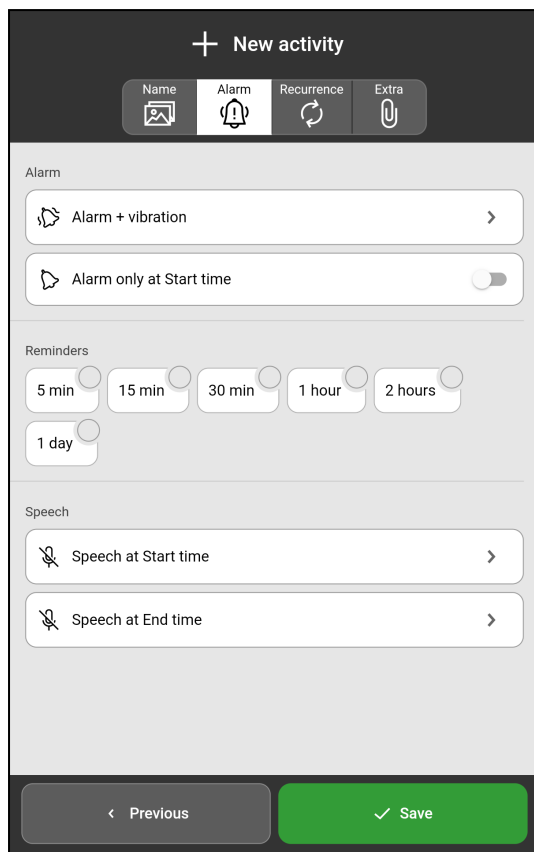 New activity
Name
Alarm
Recurrence
Extra
Alarm
Alarm + vibration
Alarm only at Start time
Reminders
5 min
15 min
30 min
1 hour
2 hours
1 day
Speech
Speech at Start time
Speech at End time
Previous
Save